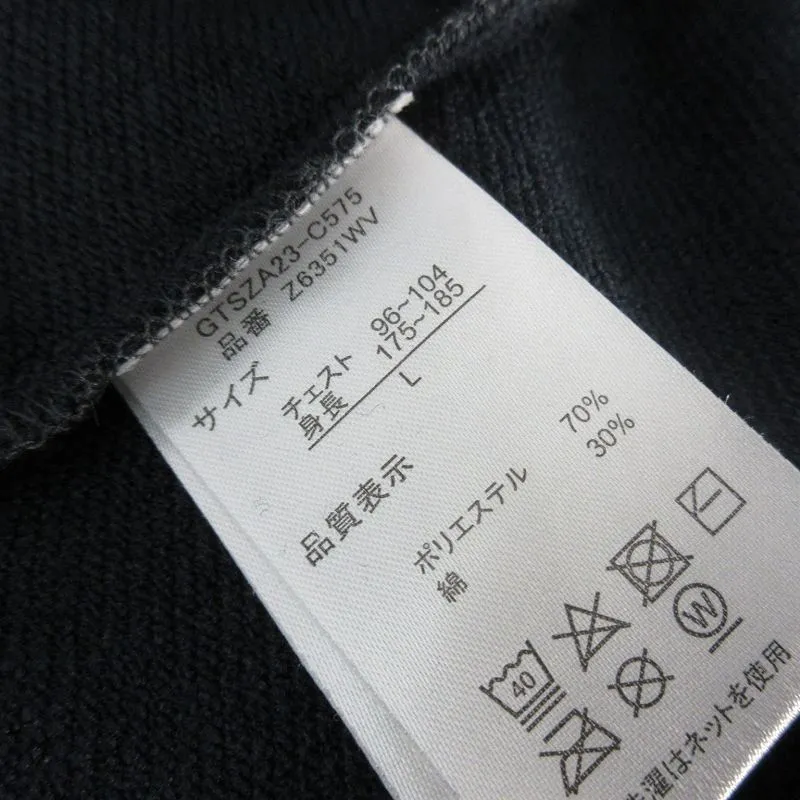 GTSZA23-C575
品番 Z6351WV
サイズ
チェスト 96~104
身長 175~185
L
品質表示
ポリエステル 70%
綿 30%
40
W
洗濯はネットを使用